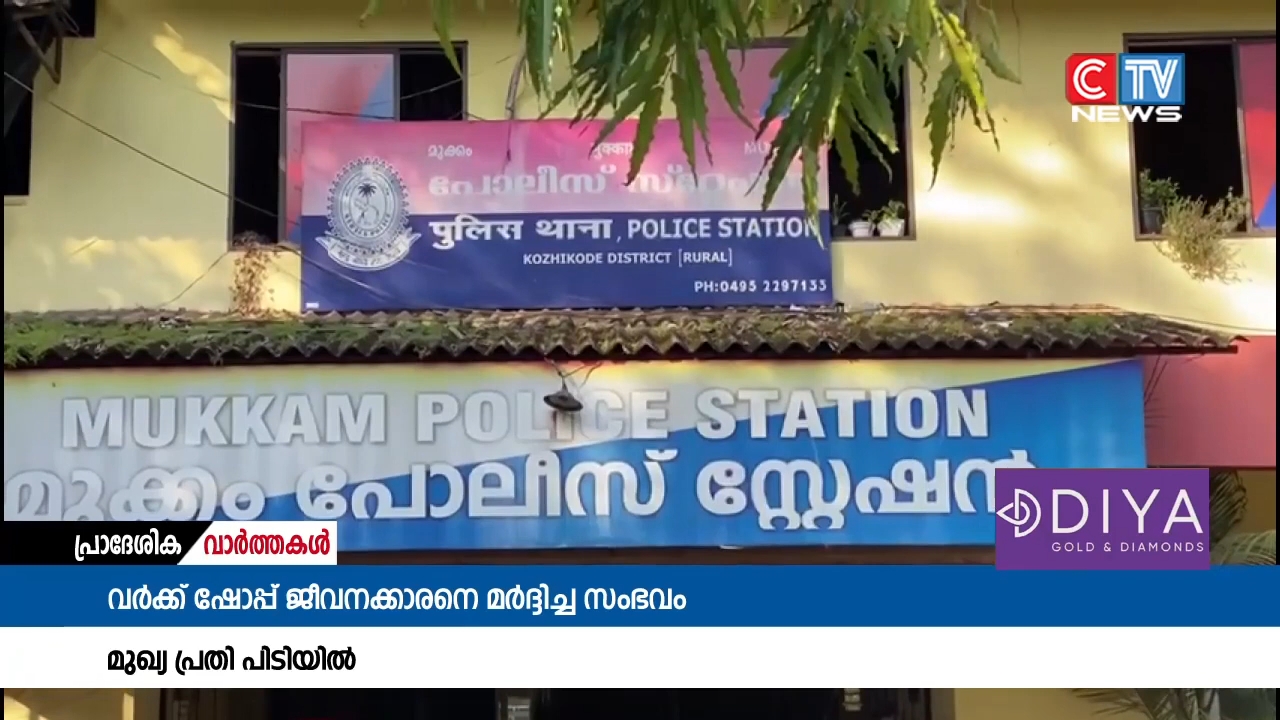 CTV
NEWS
മുക്കം
പോലീസ്
पुलिस थाना, POLICE STATION
KOZHIKODE DISTRICT [RURAL]
PH:0495 2297133
MUKKAM POLICE STATION
മുക്കം പോലീസ് സ്റ്റേഷൻ
DIYA
GOLD & DIAMONDS
പ്രാദേശിക വാർത്തകൾ
വർക്ക് ഷോപ്പ് ജീവനക്കാരനെ മർദ്ദിച്ച സംഭവം
മുഖ്യ പ്രതി പിടിയിൽ